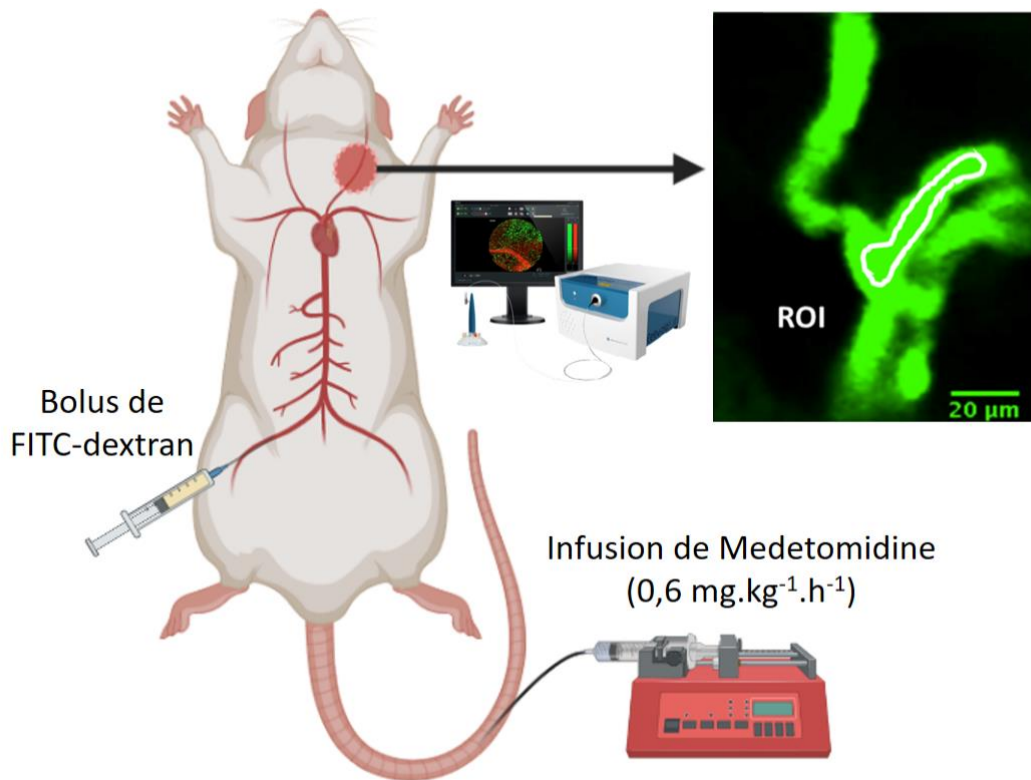 ROI
20 µm
Bolus de
FITC-dextran
Infusion de Medetomidine
(0,6 mg.kg⁻¹.h⁻¹)